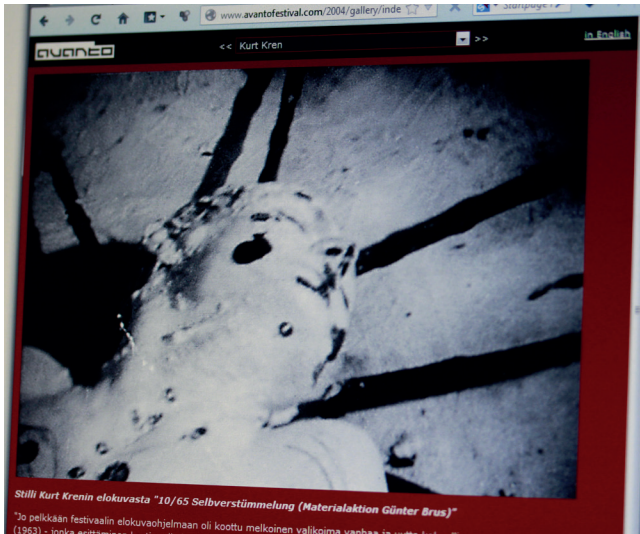 www.avantofestival.com/2004/gallery/inde
Startpage
avanto
<< Kurt Kren >>
in English
Stilli Kurt Krenin elokuvasta "10/65 Selbverstümmelung (Materialaktion Günter Brus)"
"Jo pelkkään festivaalin elokuvaohjelmaan oli koottu melkoinen valikoima vanhaa ja
(1963) - jonka